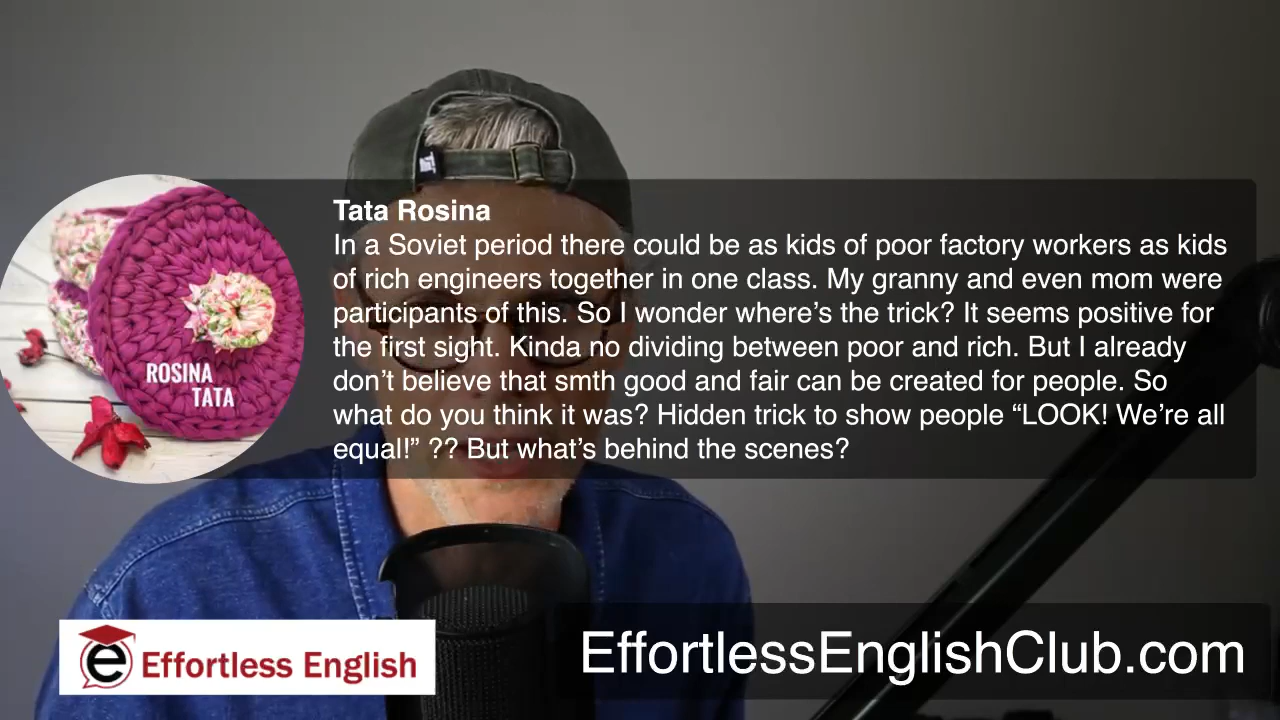 Tata Rosina
In a Soviet period there could be as kids of poor factory workers as kids
of rich engineers together in one class. My granny and even mom were
participants of this. So I wonder where's the trick? It seems positive for
the first sight. Kinda no dividing between poor and rich. But I already
don't believe that smth good and fair can be created for people. So
what do you think it was? Hidden trick to show people “LOOK! We're all
equal!” ?? But what's behind the scenes?
ROSINA
TATA
e Effortless English
EffortlessEnglishClub.com